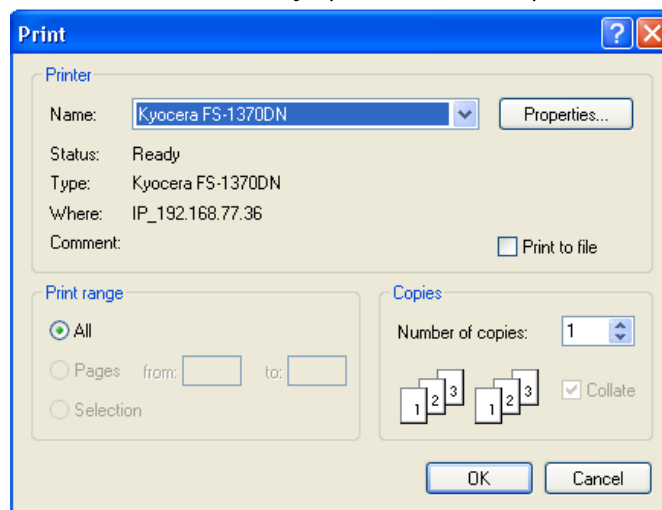 Print
Printer
Name: Kyocera FS-1370DN Properties...
Status: Ready
Type: Kyocera FS-1370DN
Where: IP_192.168.77.36
Comment: Print to file
Print range
All
Pages from: to:
Selection
Copies
Number of copies: 1
1 2 3 1 2 3 Collate
OK Cancel